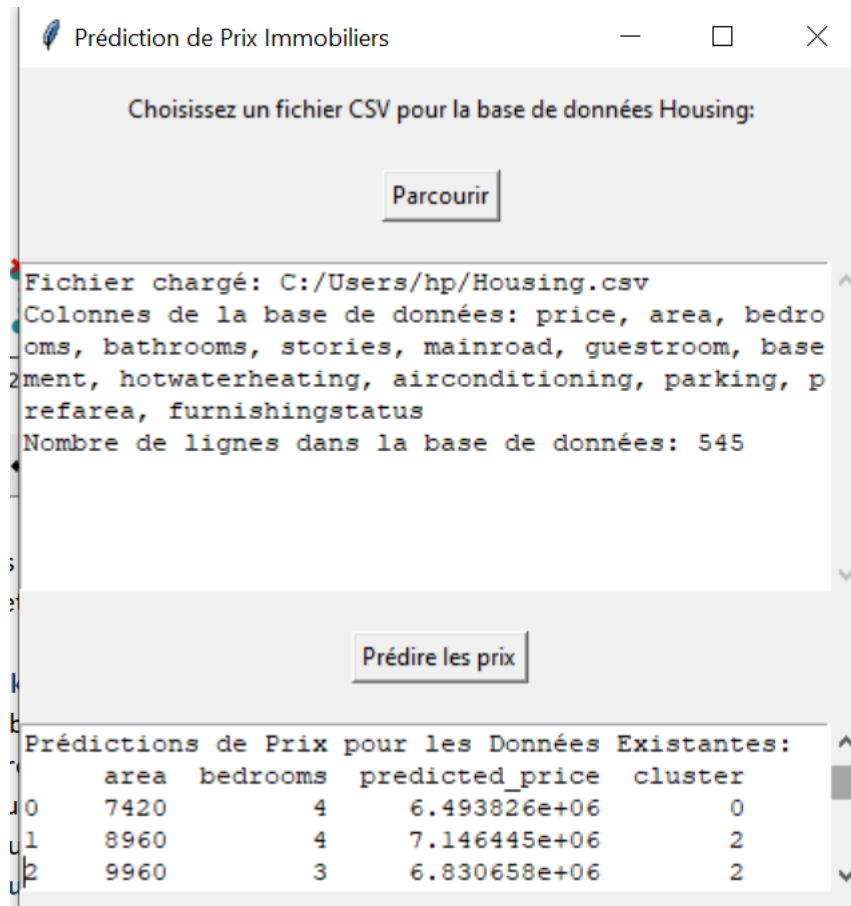 Prédiction de Prix Immobiliers
Choisissez un fichier CSV pour la base de données Housing:
Parcourir
Fichier chargé: C:/Users/hp/Housing.csv
Colonnes de la base de données: price, area, bedro
oms, bathrooms, stories, mainroad, guestroom, base
ment, hotwaterheating, airconditioning, parking, p
refarea, furnishingstatus
Nombre de lignes dans la base de données: 545
Prédire les prix
Prédictions de Prix pour les Données Existantes:
area bedrooms predicted_price cluster
0 7420 4 6.493826e+06 0
1 8960 4 7.146445e+06 2
2 9960 3 6.830658e+06 2